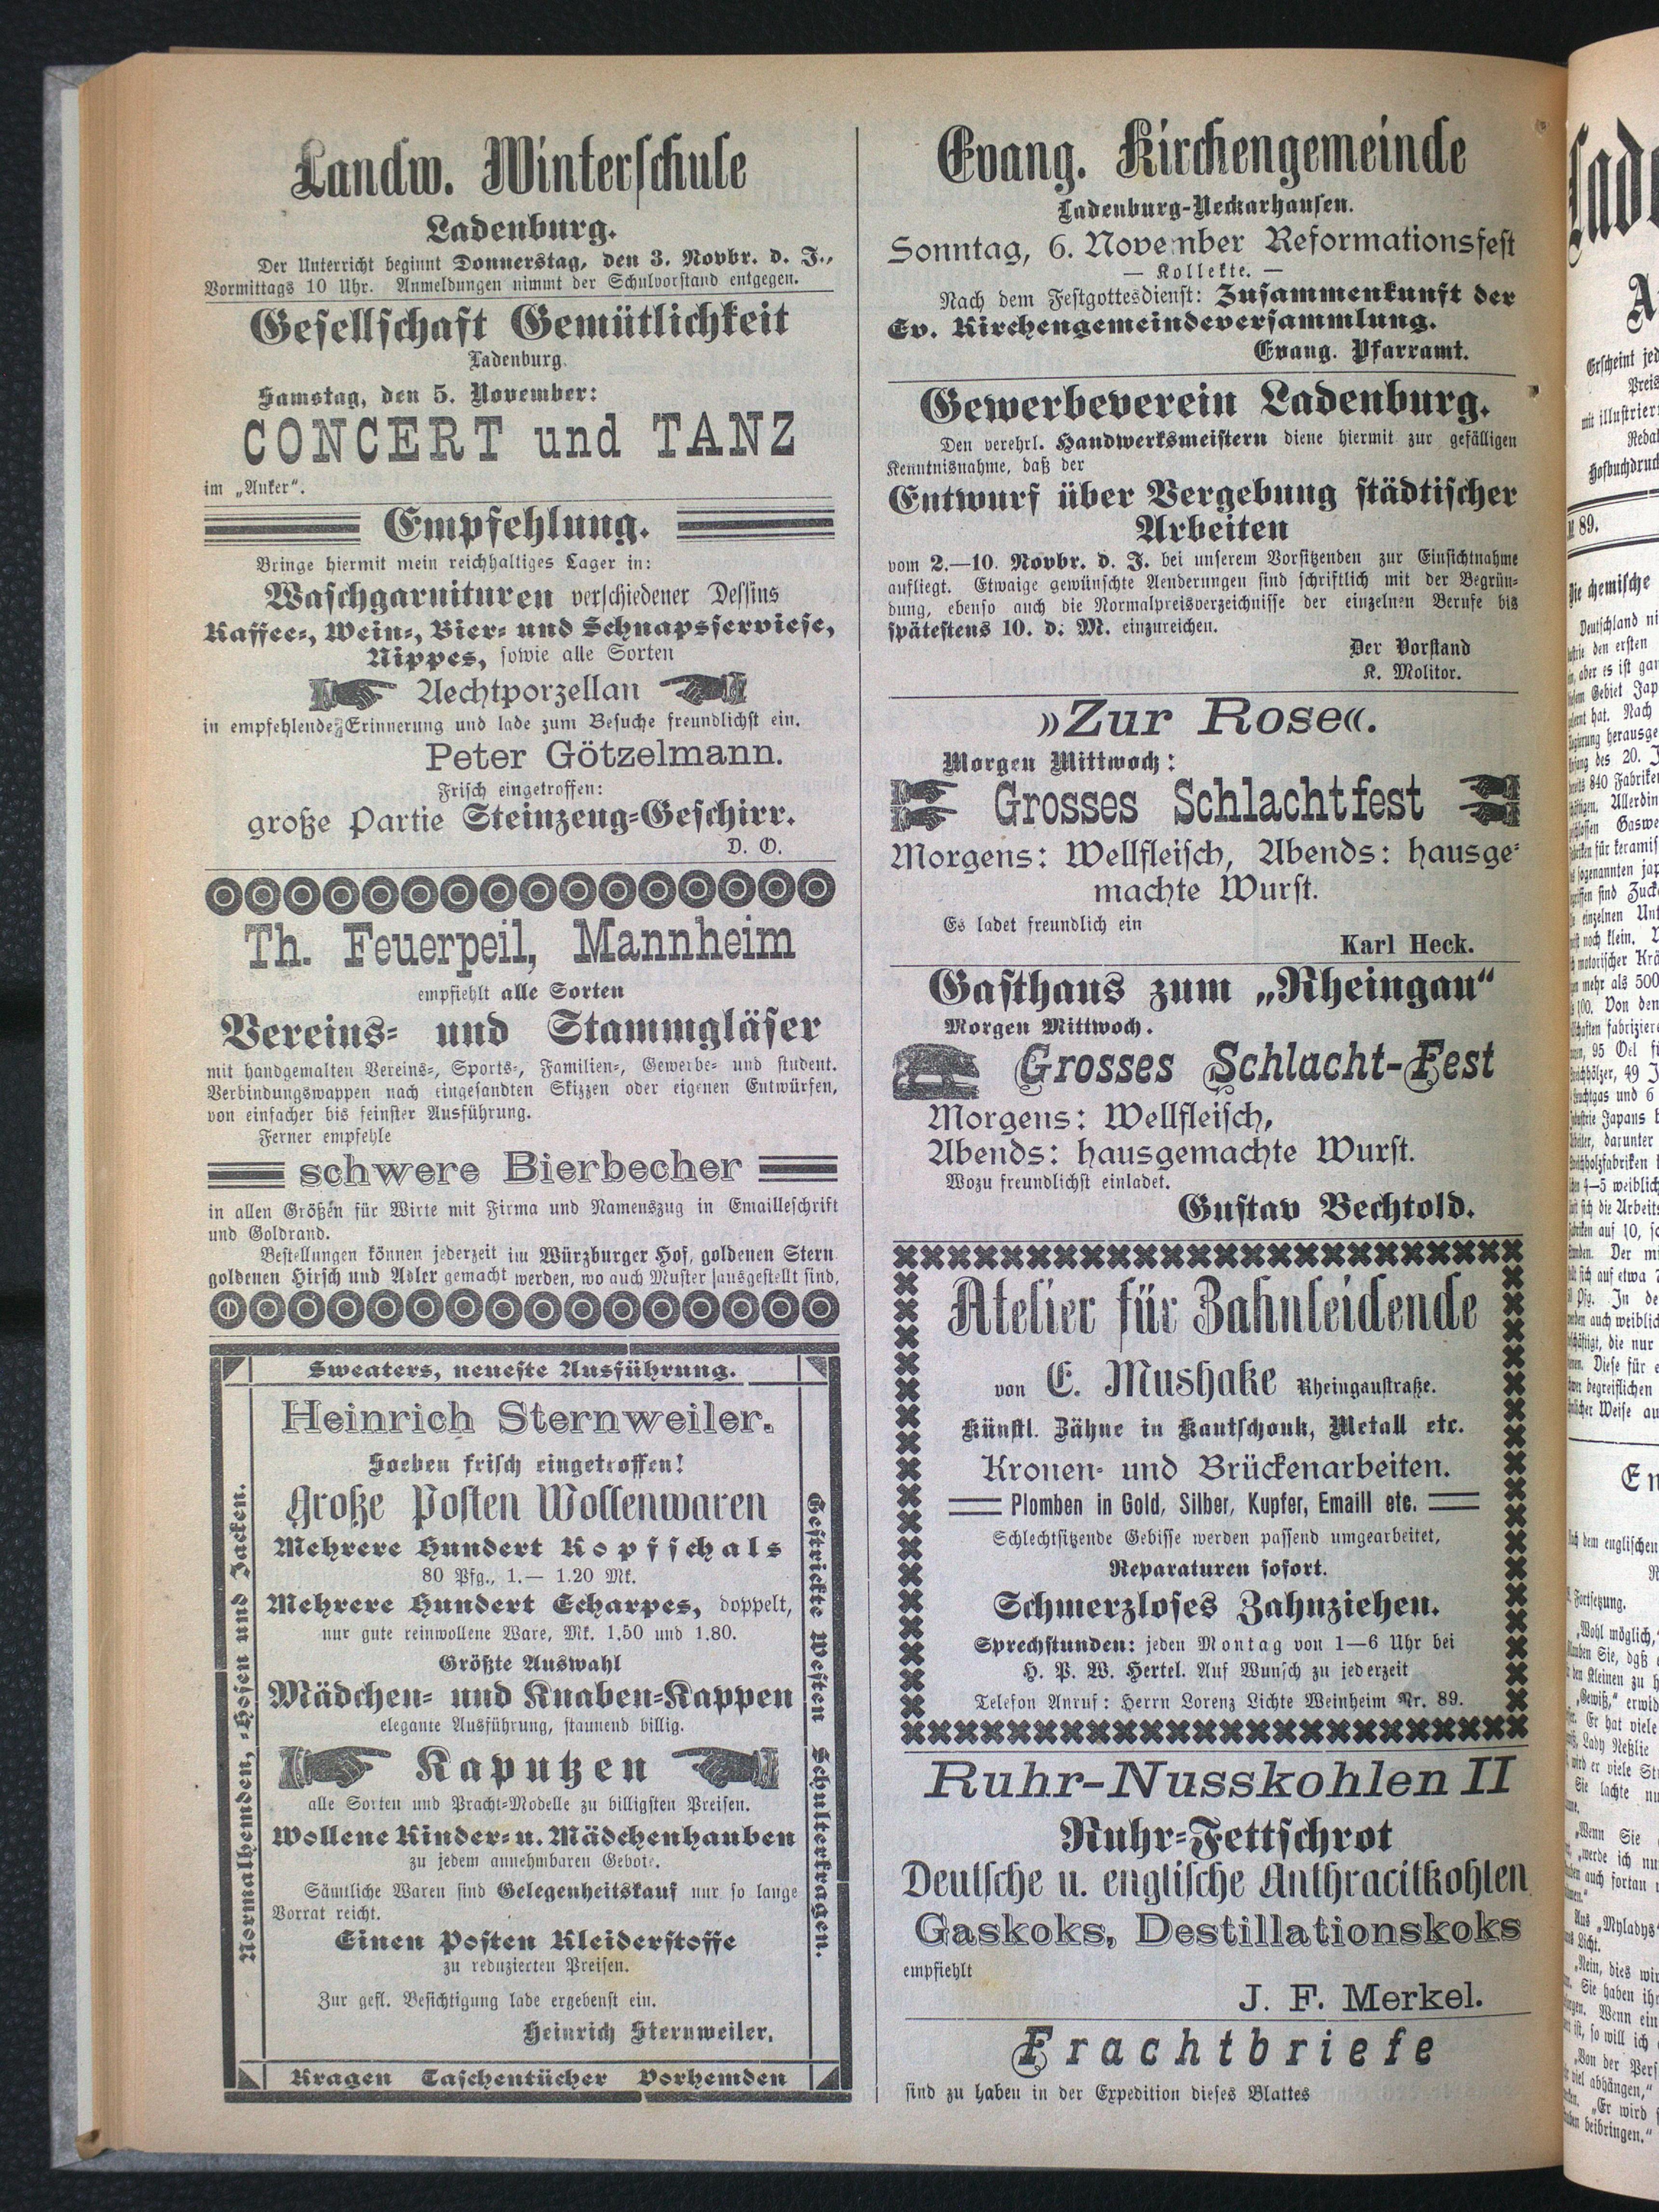 Landw. Winterschule
Ladenburg.
Der Unterricht beginnt Donnerstag, den 3. Novbr. d. J.,
Vormittags 10 Uhr. Anmeldungen nimmt der Schulvorstand entgegen.
Gesellschaft Gemütlichkeit
Ladenburg.
Samstag, den 5. November:
CONCERT und TANZ
im „Anker".
Empfehlung.
Bringe hiermit mein reichhaltiges Lager in:
Waschgarnituren verschiedener Dessins
Kaffee-, Wein-, Bier- und Schnapsserviese,
Nippes, sowie alle Sorten
Aechtporzellan
in empfehlende Erinnerung und lade zum Besuche freundlichst ein.
Peter Götzelmann.
Frisch eingetroffen:
große Partie Steinzeug-Geschirr.
D. O.
Th. Feuerpeil, Mannheim
empfiehlt alle Sorten
Vereins- und Stammgläser
mit handgemalten Vereins-, Sports-, Familien-, Gewerbe- und student.
Verbindungswappen nach eingesandten Skizzen oder eigenen Entwürfen,
von einfacher bis feinster Ausführung.
Ferner empfehle
schwere Bierbecher
in allen Größen für Wirte mit Firma und Namenszug in Emailleschrift
und Goldrand.
Bestellungen können jederzeit im Würzburger Hof, goldenen Stern
goldenen Hirsch und Adler gemacht werden, wo auch Muster ausgestellt sind,
Sweaters, neueste Ausführung.
Normalhemden, -Hosen und Jacken.
Heinrich Sternweiler.
Soeben frisch eingetroffen!
Große Posten Wollenwaren
Mehrere Hundert Kopfschals
80 Pfg., 1.— 1.20 Mk.
Mehrere Hundert Echarpes, doppelt,
nur gute reinwollene Ware, Mk. 1.50 und 1.80.
Größte Auswahl
Mädchen- und Knaben-Kappen
elegante Ausführung, staunend billig.
Kaputzen
alle Sorten und Pracht-Modelle zu billigsten Preisen.
Wollene Kinder- u. Mädchenhauben
zu jedem annehmbaren Gebote.
Sämtliche Waren sind Gelegenheitskauf nur so lange
Vorrat reicht.
Einen Posten Kleiderstoffe
zu reduzierten Preisen.
Zur gefl. Besichtigung lade ergebenst ein.
Heinrich Sternweiler.
Gestrickte Westen Schulterkragen.
Kragen Taschentücher Vorhemden
Evang. Kirchengemeinde
Ladenburg-Neckarhausen.
Sonntag, 6. November Reformationsfest
— Kollekte. —
Nach dem Festgottesdienst: Zusammenkunft der
Ev. Kirchengemeindeversammlung.
Evang. Pfarramt.
Gewerbeverein Ladenburg.
Den verehrl. Handwerksmeistern diene hiermit zur gefälligen
Kenntnisnahme, daß der
Entwurf über Vergebung städtischer
Arbeiten
vom 2.—10. Novbr. d. J. bei unserem Vorsitzenden zur Einsichtnahme
aufliegt. Etwaige gewünschte Aenderungen sind schriftlich mit der Begrün-
dung, ebenso auch die Normalpreisverzeichnisse der einzelnen Berufe bis
spätestens 10. d. M. einzureichen.
Der Vorstand
K. Molitor.
»Zur Rose«.
Morgen Mittwoch:
Grosses Schlachtfest
Morgens: Wellfleisch, Abends: hausge-
machte Wurst.
Es ladet freundlich ein
Karl Heck.
Gasthaus zum „Rheingau"
Morgen Mittwoch.
Grosses Schlacht-Fest
Morgens: Wellfleisch,
Abends: hausgemachte Wurst.
Wozu freundlichst einladet.
Gustav Bechtold.
Atelier für Zahnleidende
von E. Mushake Rheingaustraße.
Künstl. Zähne in Kautschouk, Metall etc.
Kronen- und Brückenarbeiten.
Plomben in Gold, Silber, Kupfer, Emaill etc.
Schlechtsitzende Gebisse werden passend umgearbeitet,
Reparaturen sofort.
Schmerzloses Zahnziehen.
Sprechstunden: jeden Montag von 1—6 Uhr bei
H. P. W. Hertel. Auf Wunsch zu jederzeit
Telefon Anruf: Herrn Lorenz Lichte Weinheim Nr. 89.
Ruhr-Nusskohlen II
Ruhr-Fettschrot
Deutsche u. englische Anthracitkohlen
Gaskoks, Destillationskoks
empfiehlt
J. F. Merkel.
Frachtbriefe
sind zu haben in der Expedition dieses Blattes